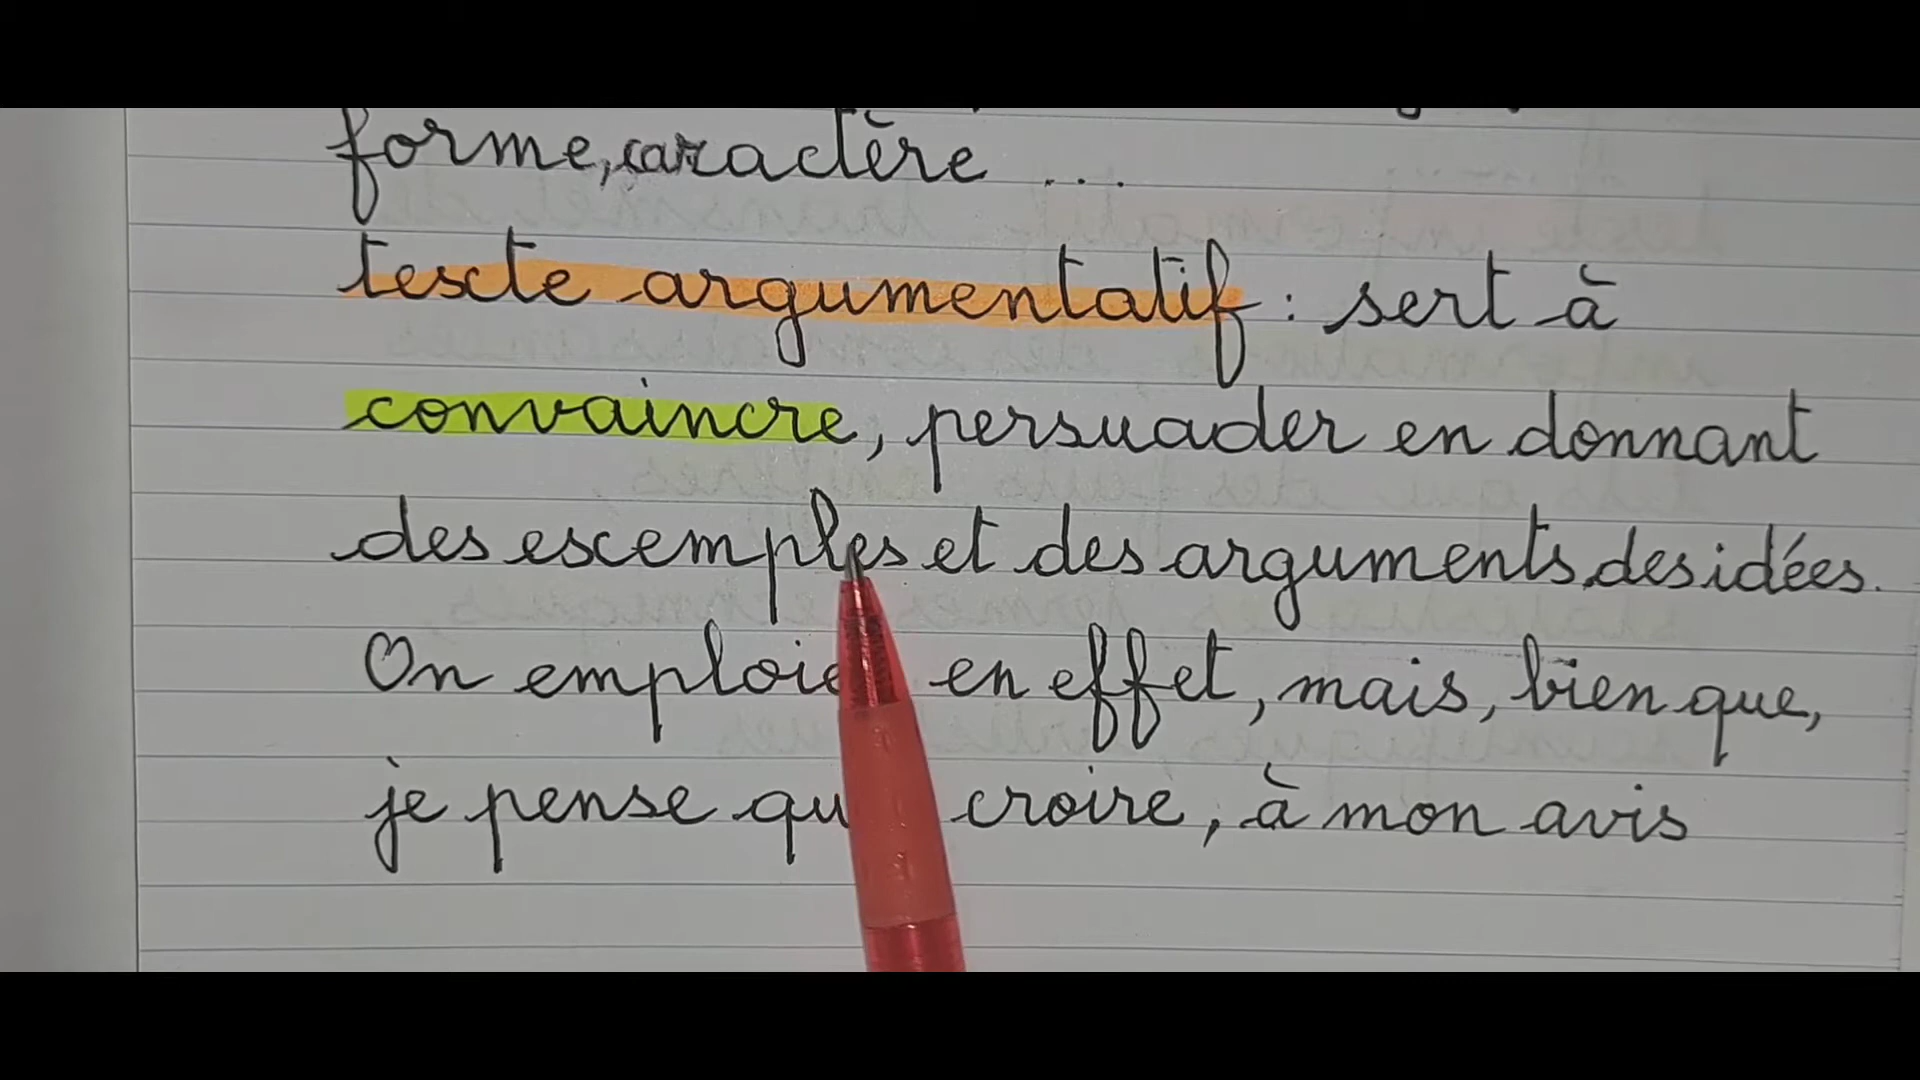 forme, caractère ...
texte argumentatif : sert à
convaincre, persuader en donnant
des exemples et des arguments, des idées.
On emploie en effet, mais, bien que,
je pense qu croire, à mon avis